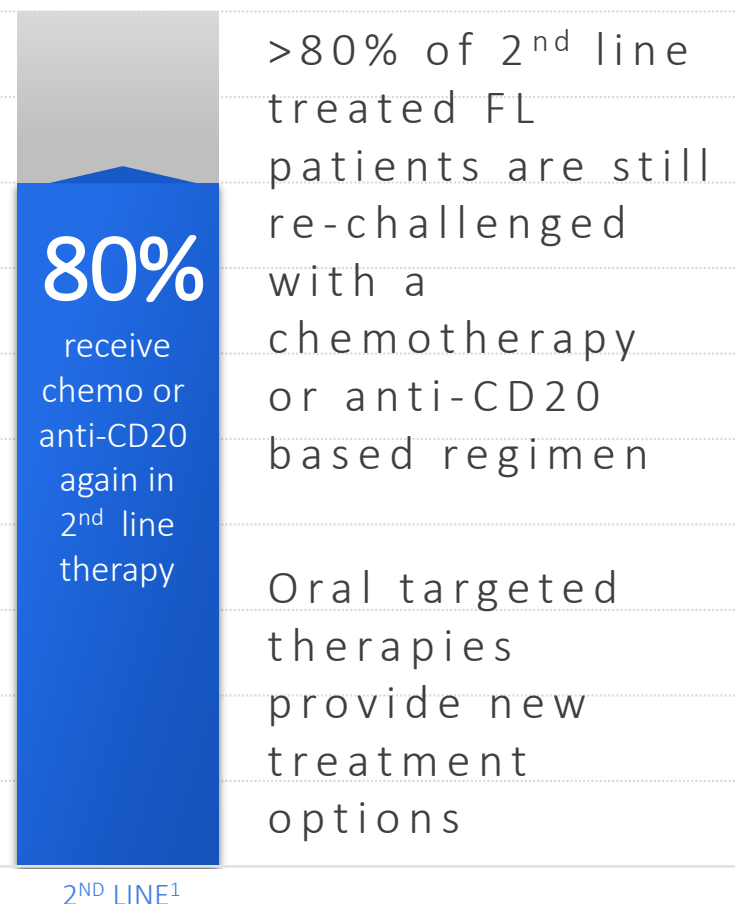 80%
receive
chemo or
anti-CD20
again in
2nd line
therapy
2ND LINE1
>80% of 2nd line
treated FL
patients are still
re-challenged
with a
chemotherapy
or anti-CD20
based regimen
Oral targeted
therapies
provide new
treatment
options